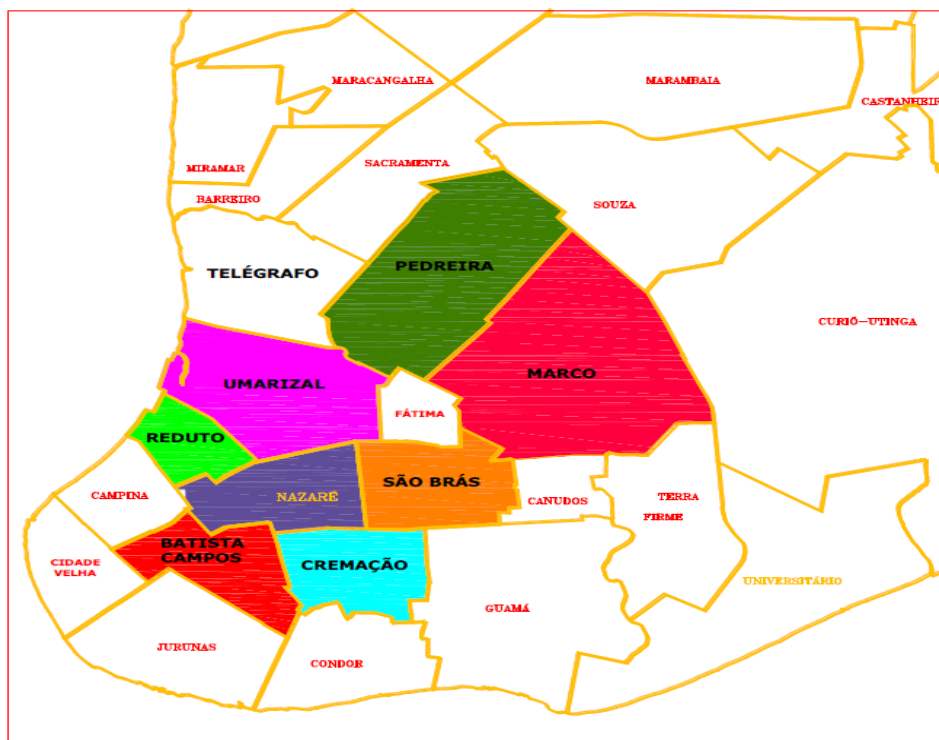 MARACANGALHA
MARAMBAIA
CASTANHEIR
MIRAMAR
SACRAMENTA
BARREIRO
SOUZA
TELÉGRAFO
PEDREIRA
CURIÓ-UTINGA
UMARIZAL
MARCO
FÁTIMA
REDUTO
SÃO BRÁS
CAMPINA
NAZARÉ
CANUDOS
TERRA
FIRME
BATISTA
CAMPOS
CIDADE
VELHA
CREMAÇÃO
UNIVERSITÁRIO
GUAMÁ
JURUNAS
CONDOR